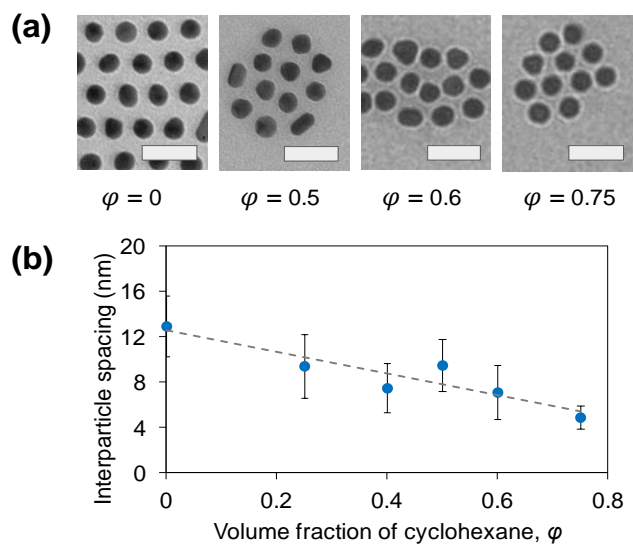 (a)
φ = 0
φ = 0.5
φ = 0.6
φ = 0.75
(b)
Interparticle spacing (nm)
20
16
12
8
4
0
0
0.2
0.4
0.6
0.8
Volume fraction of cyclohexane, φ